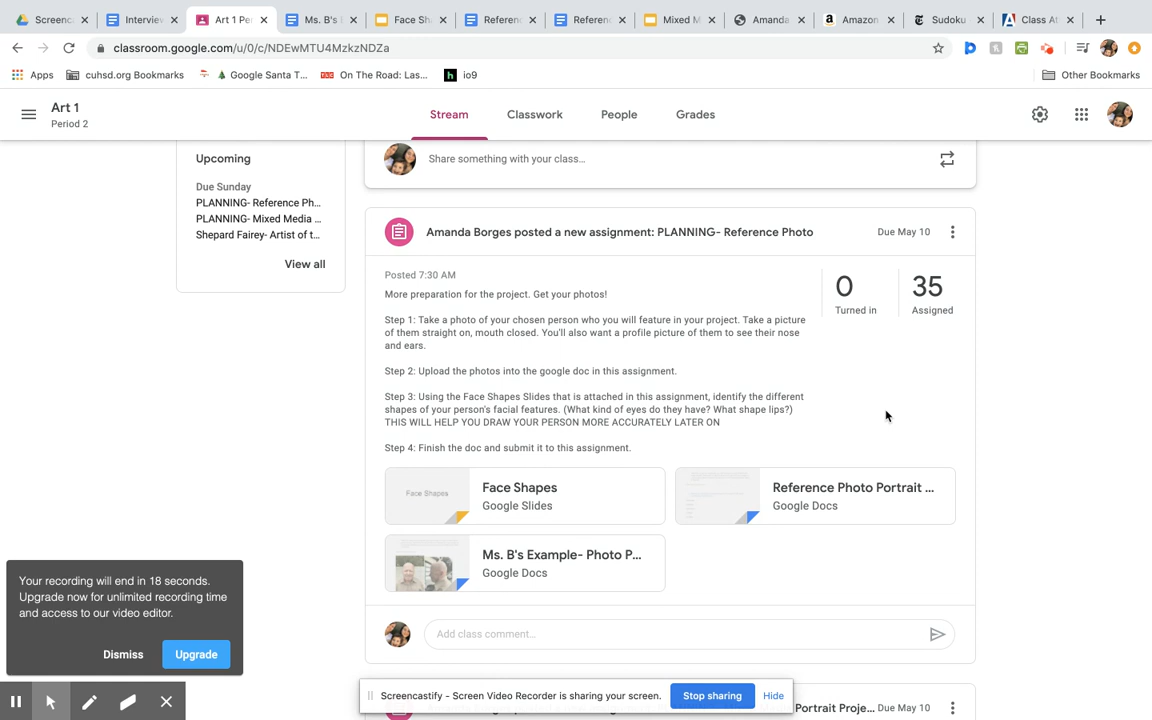 Screenc
Interviev
Art 1 Pe
Ms. B's E
Face Sha
Referenc
Referenc
Mixed M
Amanda
Amazon
Sudoku
Class At
classroom.google.com/u/0/c/NDEwMTU4MzkzNDZa
Apps
cuhsd.org Bookmarks
Google Santa T...
On The Road: Las...
h
io9
Other Bookmarks
Art 1
Period 2
Stream
Classwork
People
Grades
Upcoming
Due Sunday
PLANNING- Reference Ph...
PLANNING- Mixed Media ...
Shepard Fairey- Artist of t...
View all
Share something with your class...
Amanda Borges posted a new assignment: PLANNING- Reference Photo
Due May 10
Posted 7:30 AM
More preparation for the project. Get your photos!
Step 1: Take a photo of your chosen person who you will feature in your project. Take a picture
of them straight on, mouth closed. You'll also want a profile picture of them to see their nose
and ears.
Step 2: Upload the photos into the google doc in this assignment.
Step 3: Using the Face Shapes Slides that is attached in this assignment, identify the different
shapes of your person's facial features. (What kind of eyes do they have? What shape lips?)
THIS WILL HELP YOU DRAW YOUR PERSON MORE ACCURATELY LATER ON
Step 4: Finish the doc and submit it to this assignment.
0
Turned in
35
Assigned
Face Shapes
Face Shapes
Google Slides
Reference Photo Portrait ...
Google Docs
Ms. B's Example- Photo P...
Google Docs
Add class comment...
Your recording will end in 18 seconds.
Upgrade now for unlimited recording time
and access to our video editor.
Dismiss
Upgrade
Screencastify - Screen Video Recorder is sharing your screen.
Stop sharing
Hide
Portrait Proje...
Due May 10